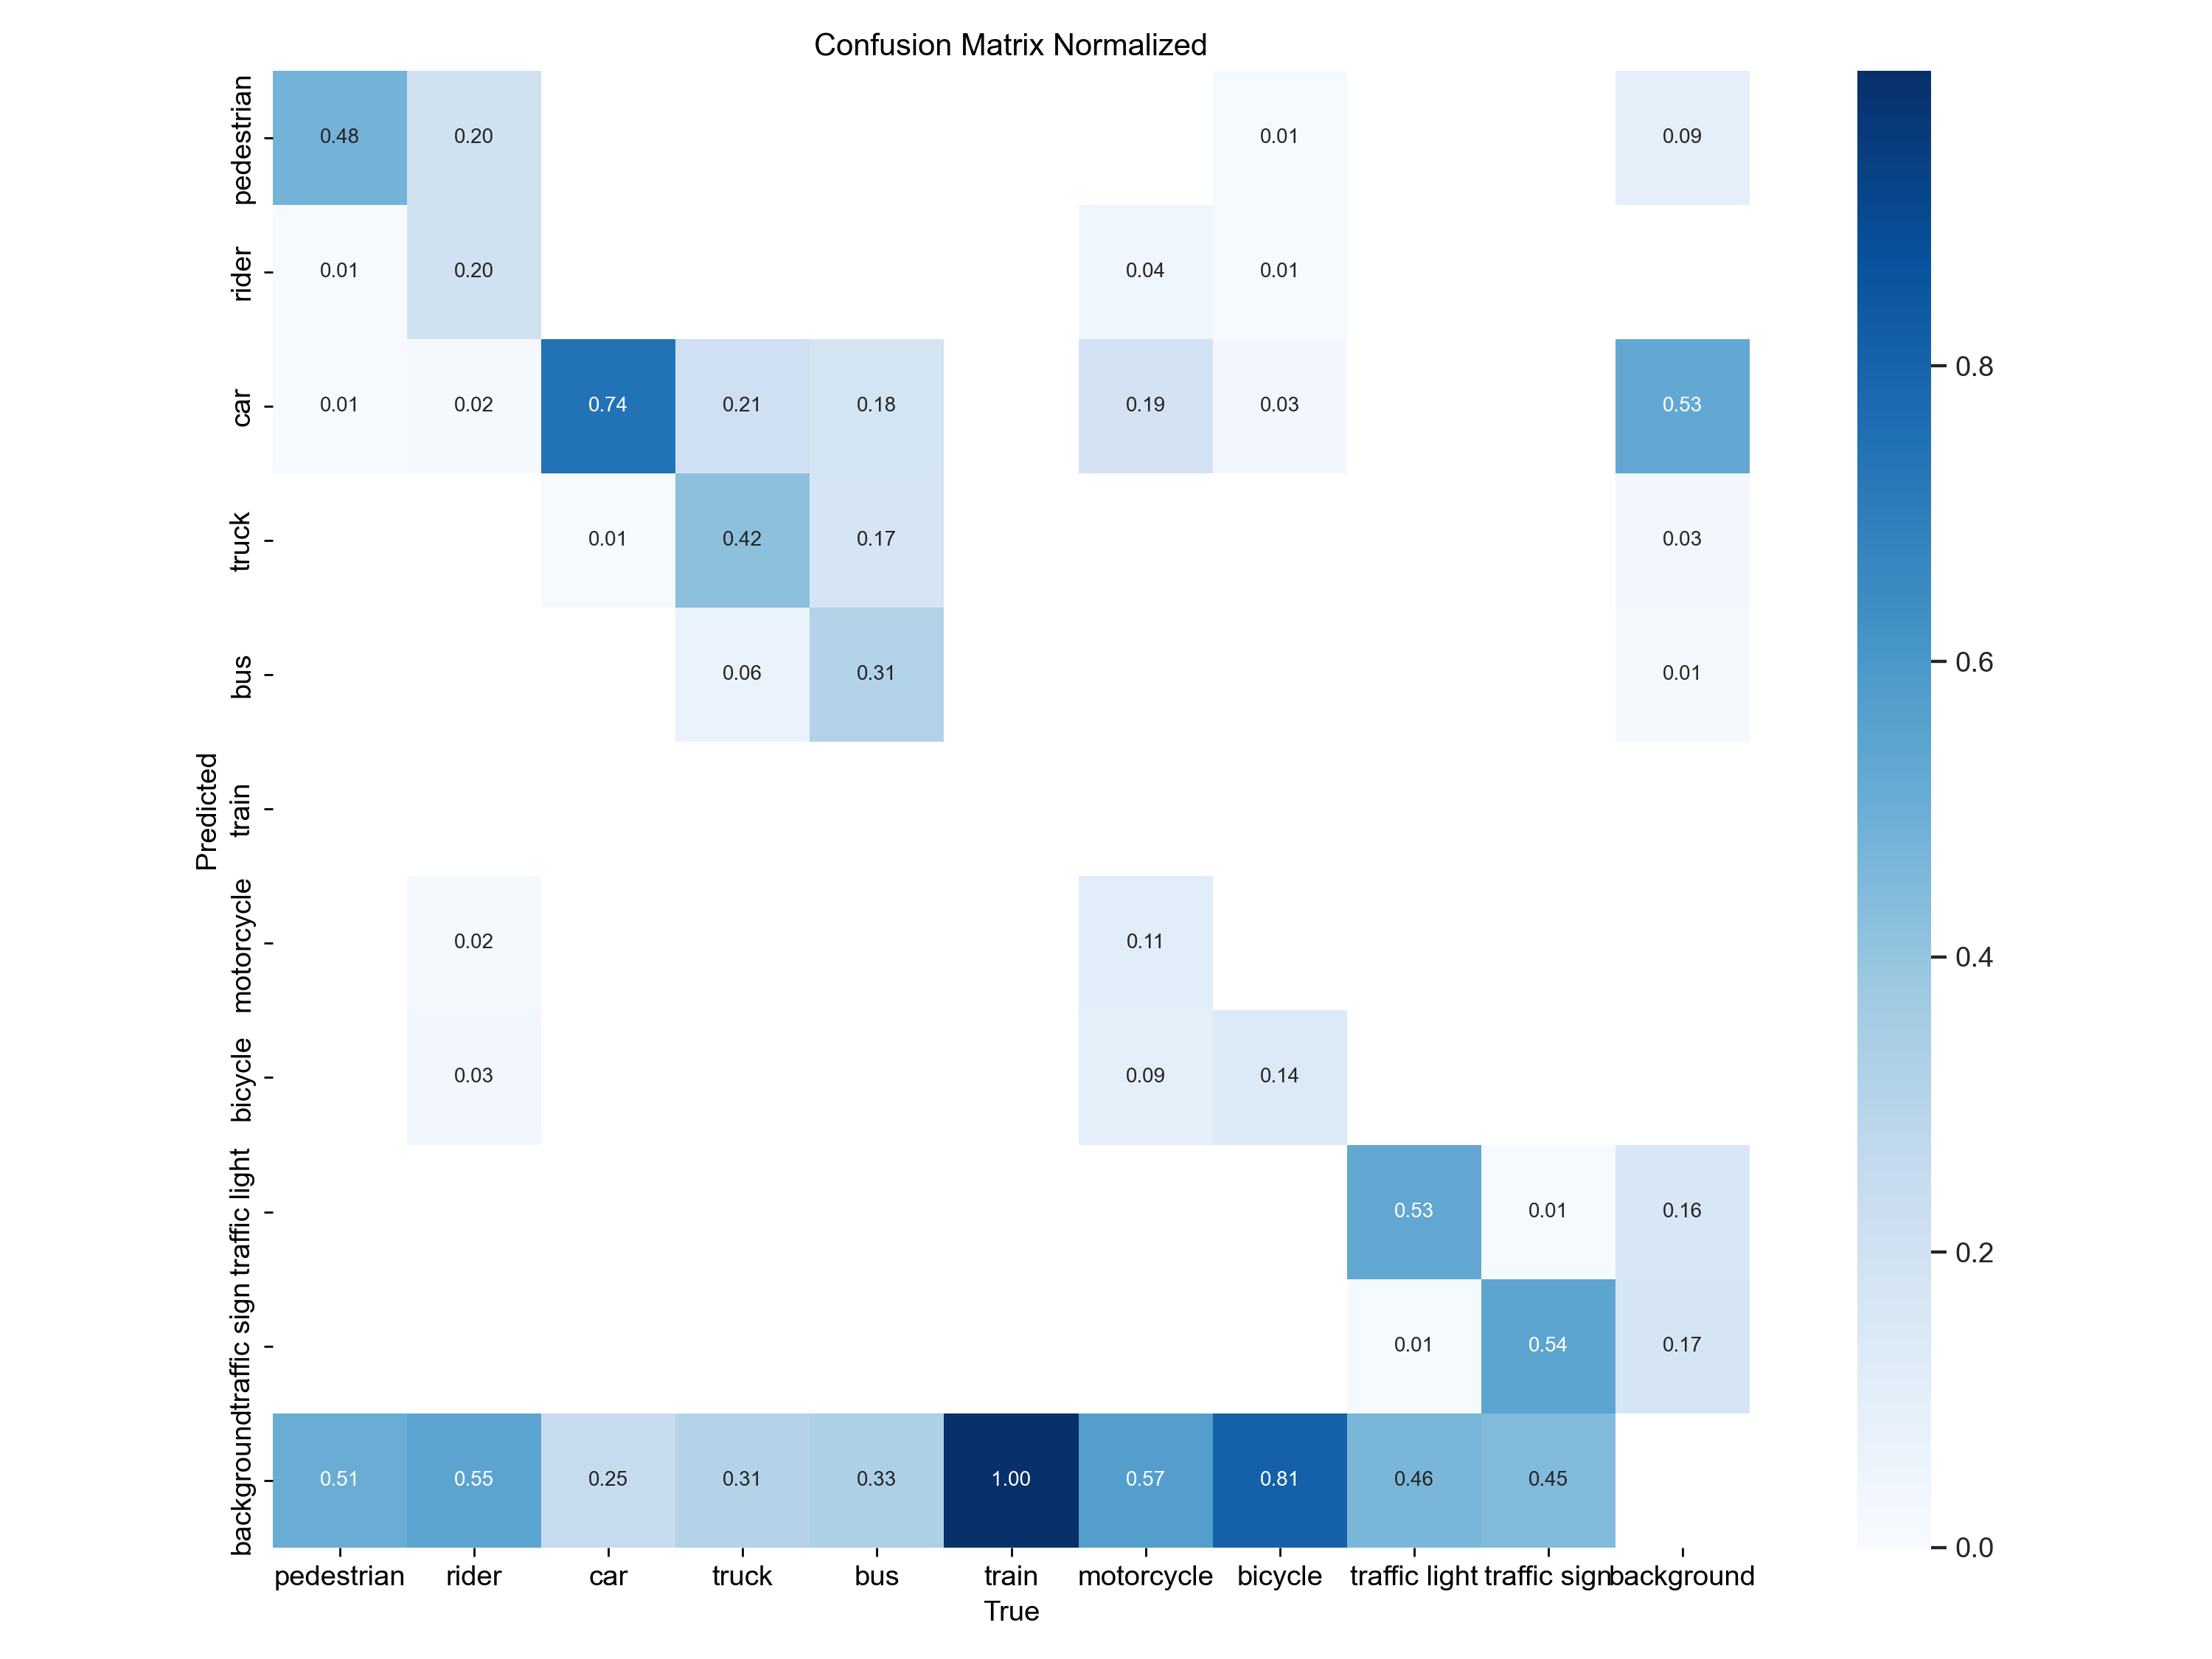 Confusion Matrix Normalized
pedestrian 0.48 0.20 0.01 0.09
rider 0.01 0.20 0.04 0.01
car 0.01 0.02 0.74 0.21 0.18 0.19 0.03 0.53
truck 0.01 0.42 0.17 0.03
bus 0.06 0.31 0.01
train
motorcycle 0.02 0.11
bicycle 0.03 0.09 0.14
traffic light 0.53 0.01 0.16
traffic sign 0.01 0.54 0.17
background 0.51 0.55 0.25 0.31 0.33 1.00 0.57 0.81 0.46 0.45
Predicted
pedestrian rider car truck bus train motorcycle bicycle traffic light traffic sign background
True
0.8
0.6
0.4
0.2
0.0